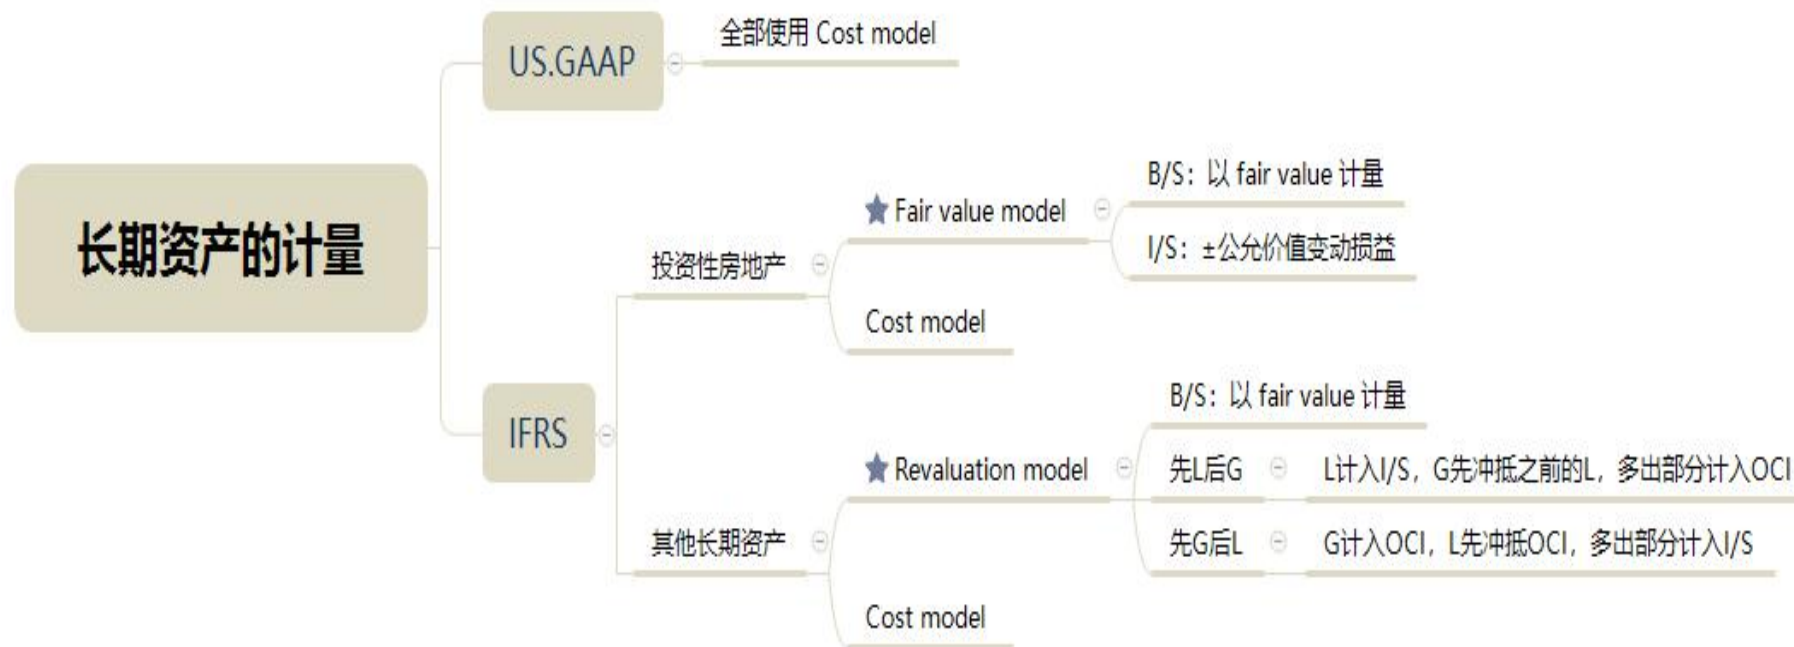 长期资产的计量
US.GAAP
全部使用 Cost model
IFRS
投资性房地产
Fair value model
B/S：以 fair value 计量
I/S：±公允价值变动损益
Cost model
其他长期资产
Revaluation model
B/S：以 fair value 计量
先L后G
L计入I/S，G先冲抵之前的L，多出部分计入OCI
先G后L
G计入OCI，L先冲抵OCI，多出部分计入I/S
Cost model